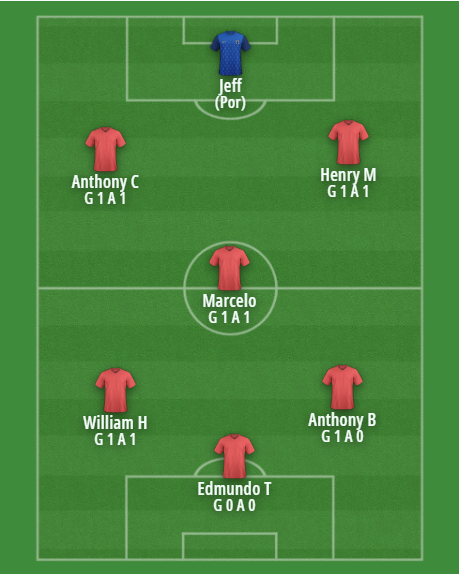 Jeff
(Por)
Anthony C
G 1 A 1
Henry M
G 1 A 1
Marcelo
G 1 A 1
William H
G 1 A 1
Anthony B
G 1 A 0
Edmundo T
G 0 A 0